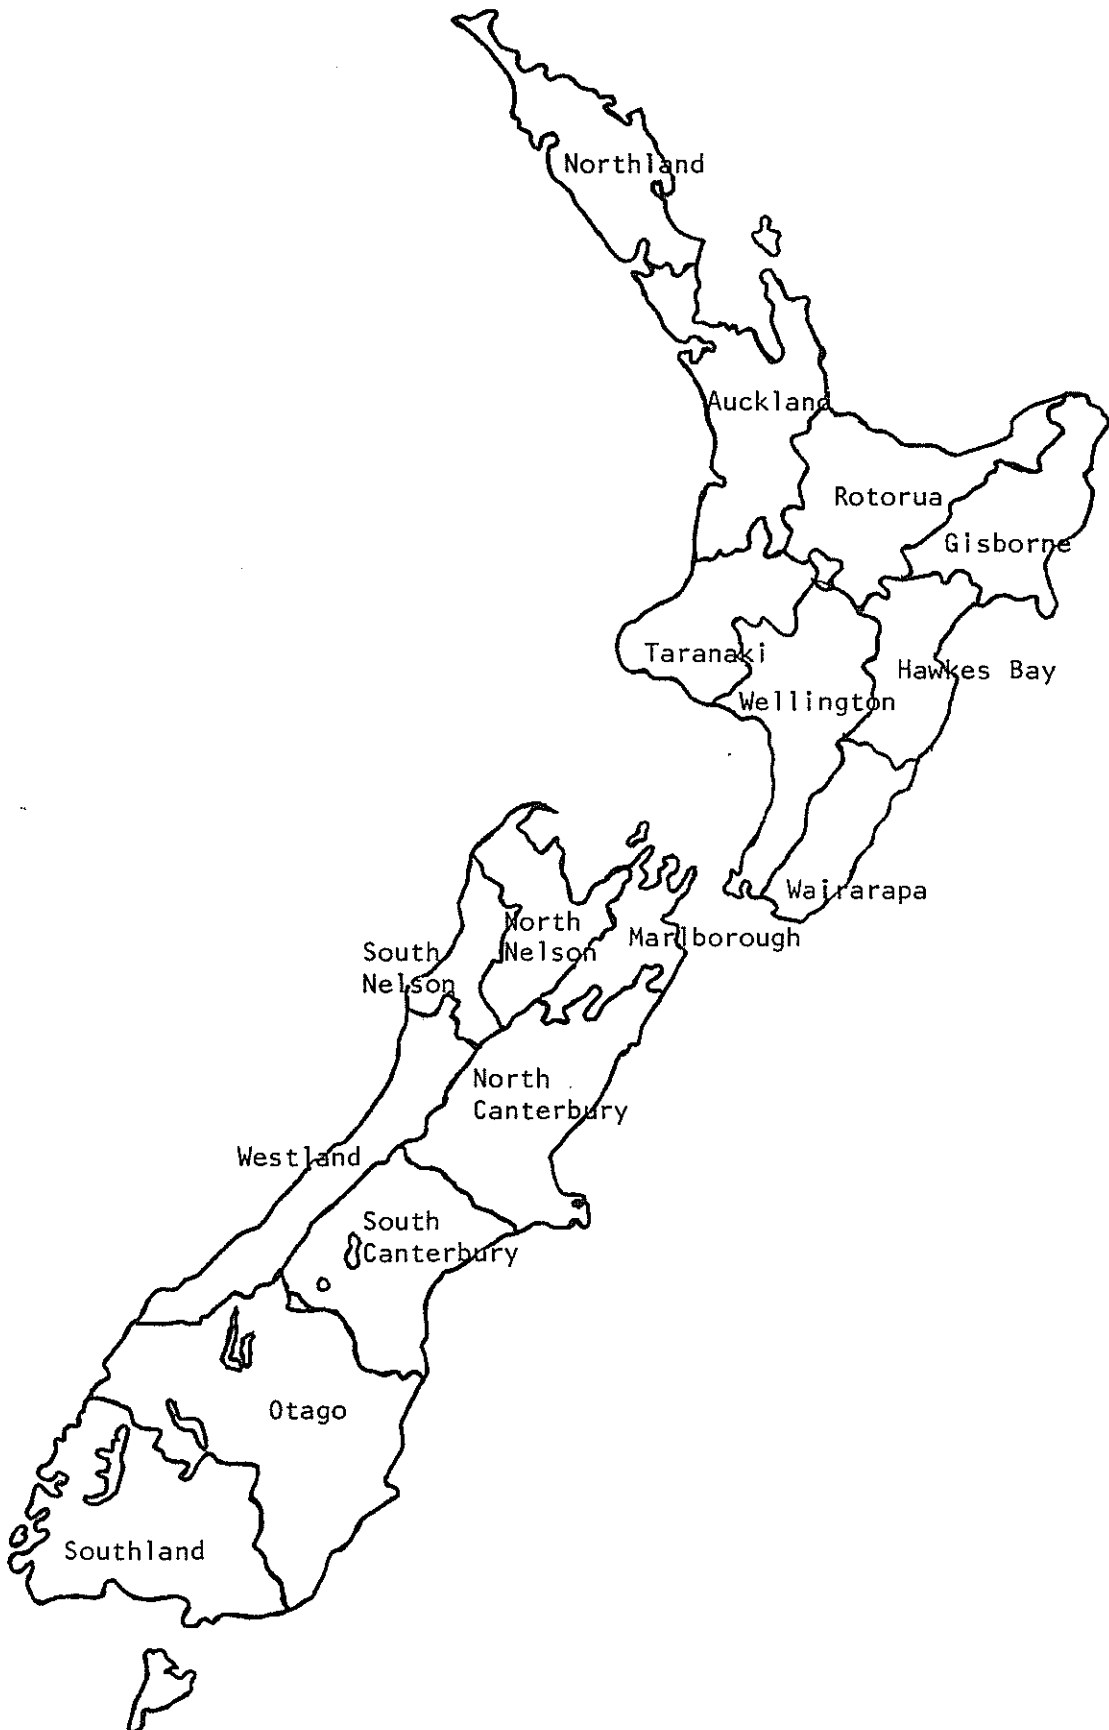 Northland
Auckland
Rotorua
Gisborne
Taranaki
Hawkes Bay
Wellington
Wairarapa
North
Nelson
Marlborough
South
Nelson
North
Canterbury
Westland
South
Canterbury
Otago
Southland